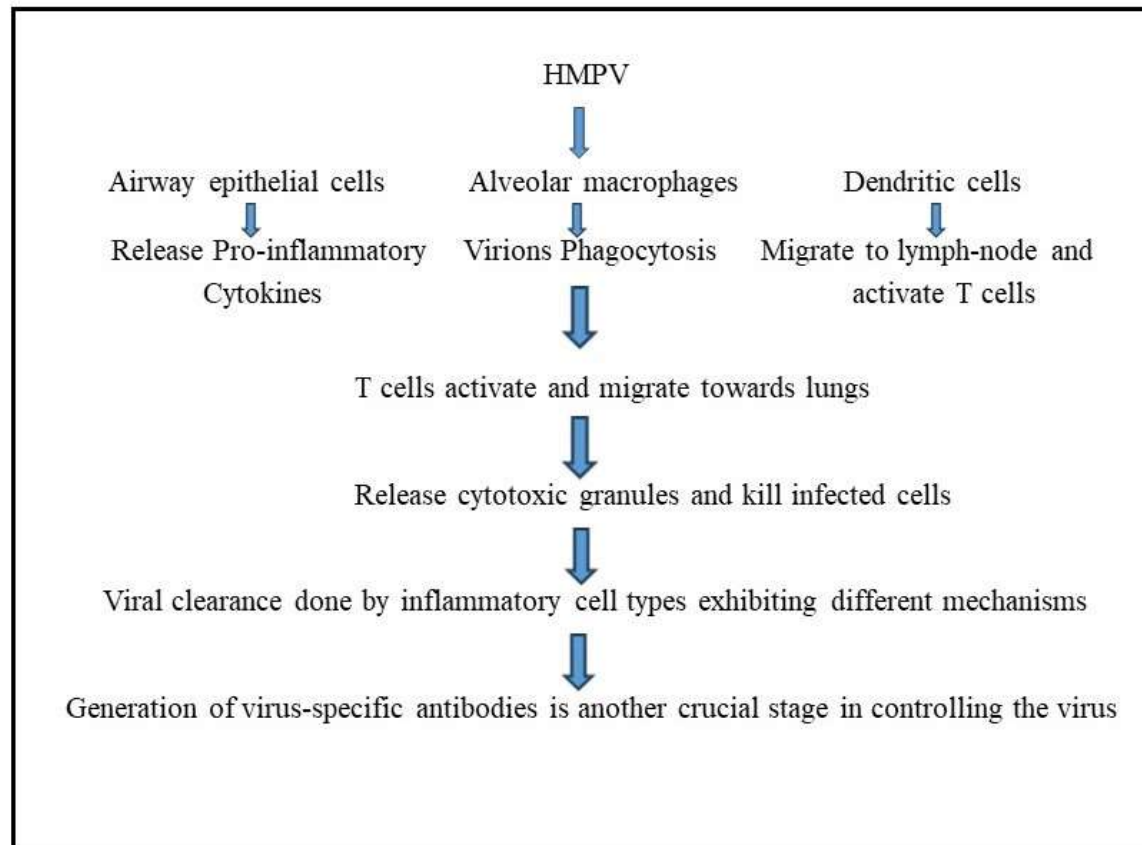 HMPV
Airway epithelial cells Alveolar macrophages Dendritic cells
Release Pro-inflammatory Virions Phagocytosis Migrate to lymph-node and
Cytokines activate T cells
T cells activate and migrate towards lungs
Release cytotoxic granules and kill infected cells
Viral clearance done by inflammatory cell types exhibiting different mechanisms
Generation of virus-specific antibodies is another crucial stage in controlling the virus